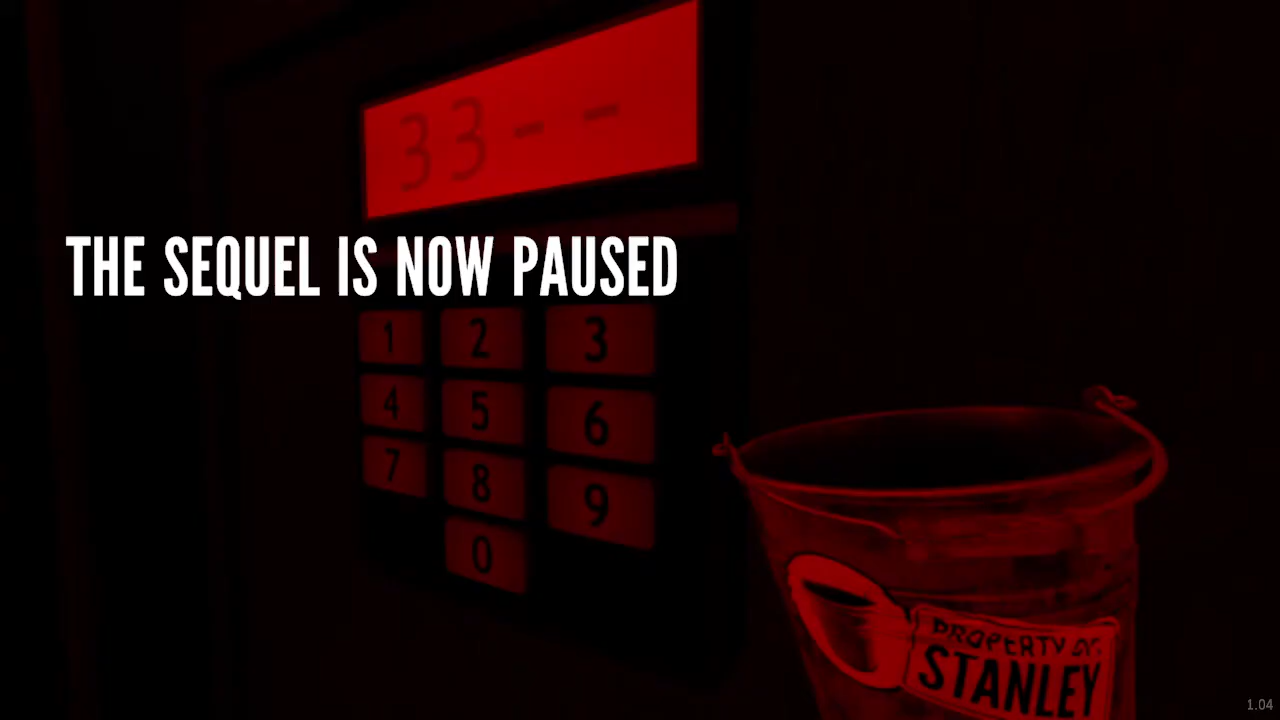 33--
THE SEQUEL IS NOW PAUSED
1 2 3
4 5 6
7 8 9
0
PROPERTY OF
STANLEY
1.04